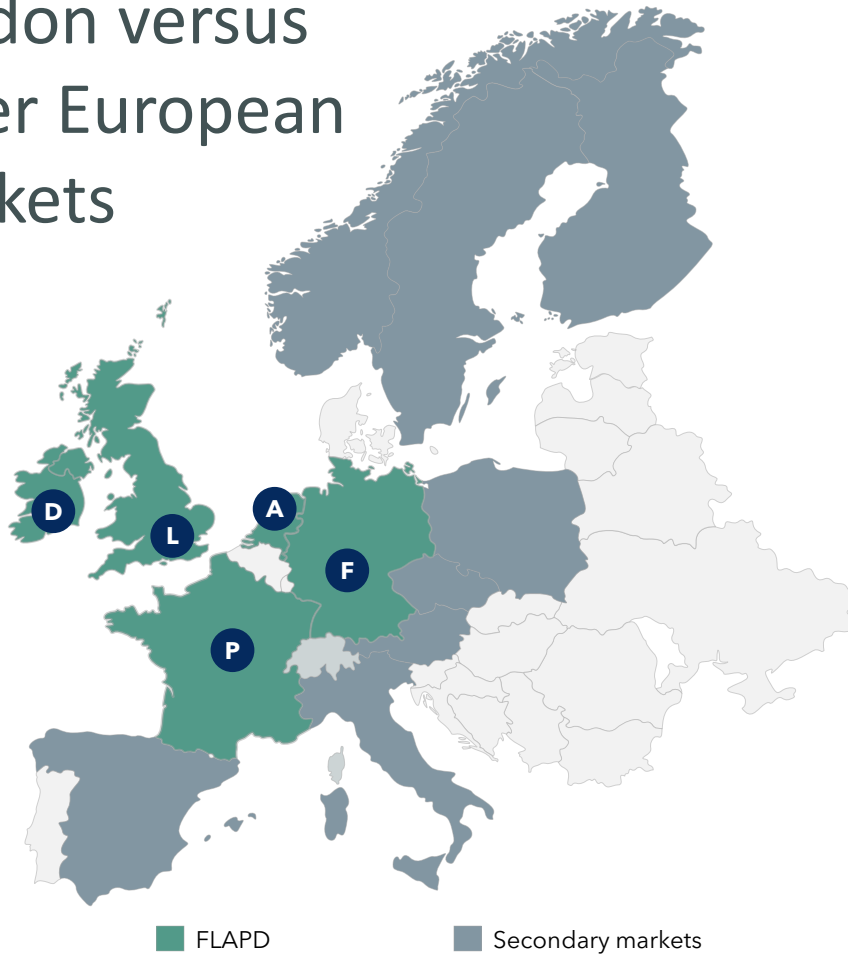 don versus
er European
kets
D
L
A
F
P
FLAPD
Secondary markets